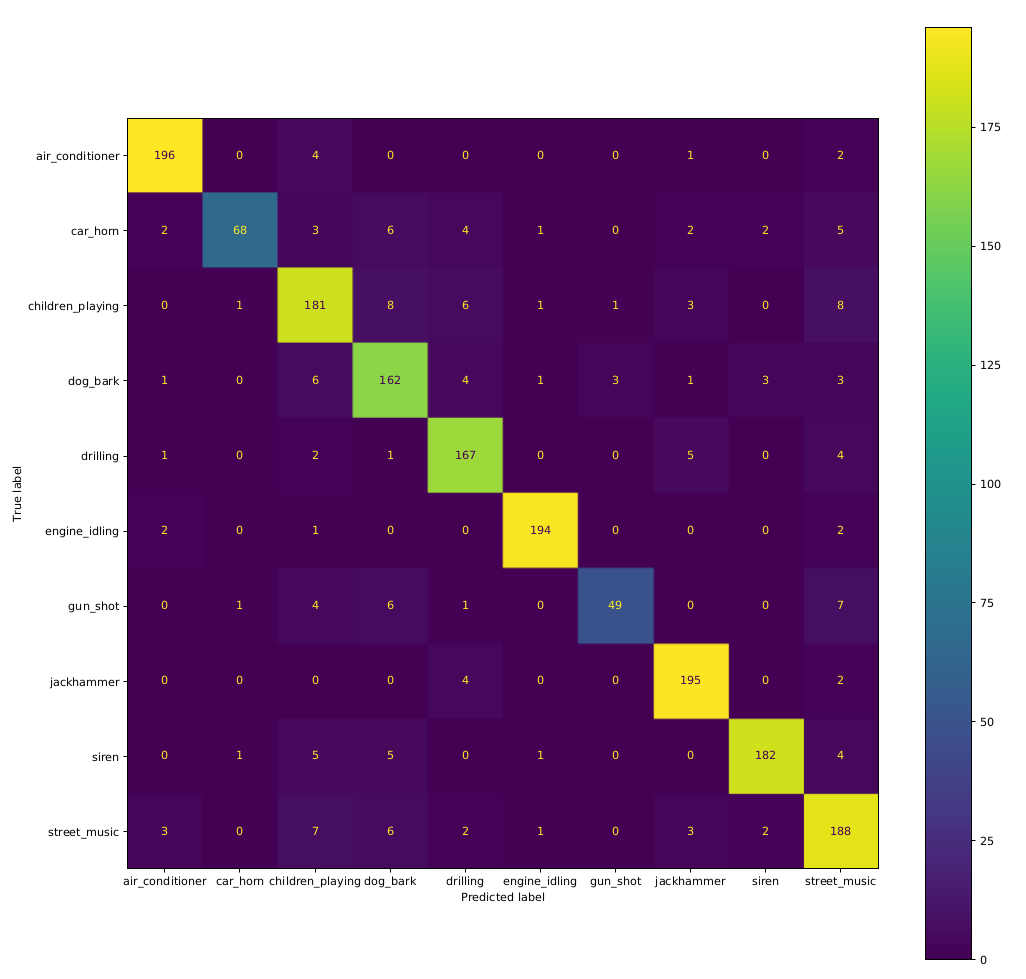 air_conditioner 196 0 4 0 0 0 0 1 0 2
car_horn 2 68 3 6 4 1 0 2 2 5
children_playing 0 1 181 8 6 1 1 3 0 8
dog_bark 1 0 6 162 4 1 3 1 3 3
drilling 1 0 2 1 167 0 0 5 0 4
engine_idling 2 0 1 0 0 194 0 0 0 2
gun_shot 0 1 4 6 1 0 49 0 0 7
jackhammer 0 0 0 0 4 0 0 195 0 2
siren 0 1 5 5 0 1 0 182 4
street_music 3 0 7 6 2 1 0 3 2 188
air_conditioner car_horn children_playing dog_bark drilling engine_idling gun_shot jackhammer siren street_music
Predicted label
True label
175
150
125
100
75
50
25
0